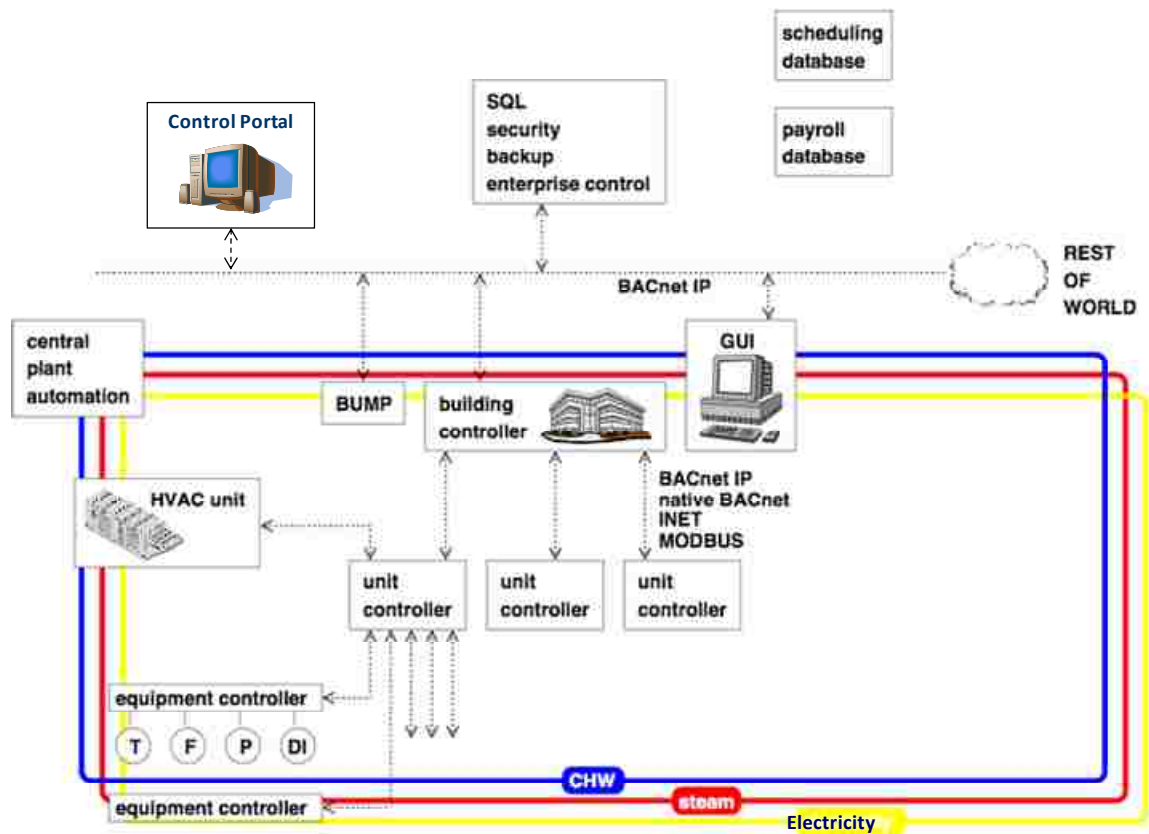 scheduling
database
Control Portal
SQL
security
backup
enterprise control
payroll
database
BACnet IP
REST
OF
WORLD
central
plant
automation
GUI
BUMP
building
controller
HVAC unit
BACnet IP
native BACnet
INET
MODBUS
unit
controller
unit
controller
unit
controller
equipment controller
T F P DI
CHW
equipment controller
steam
Electricity